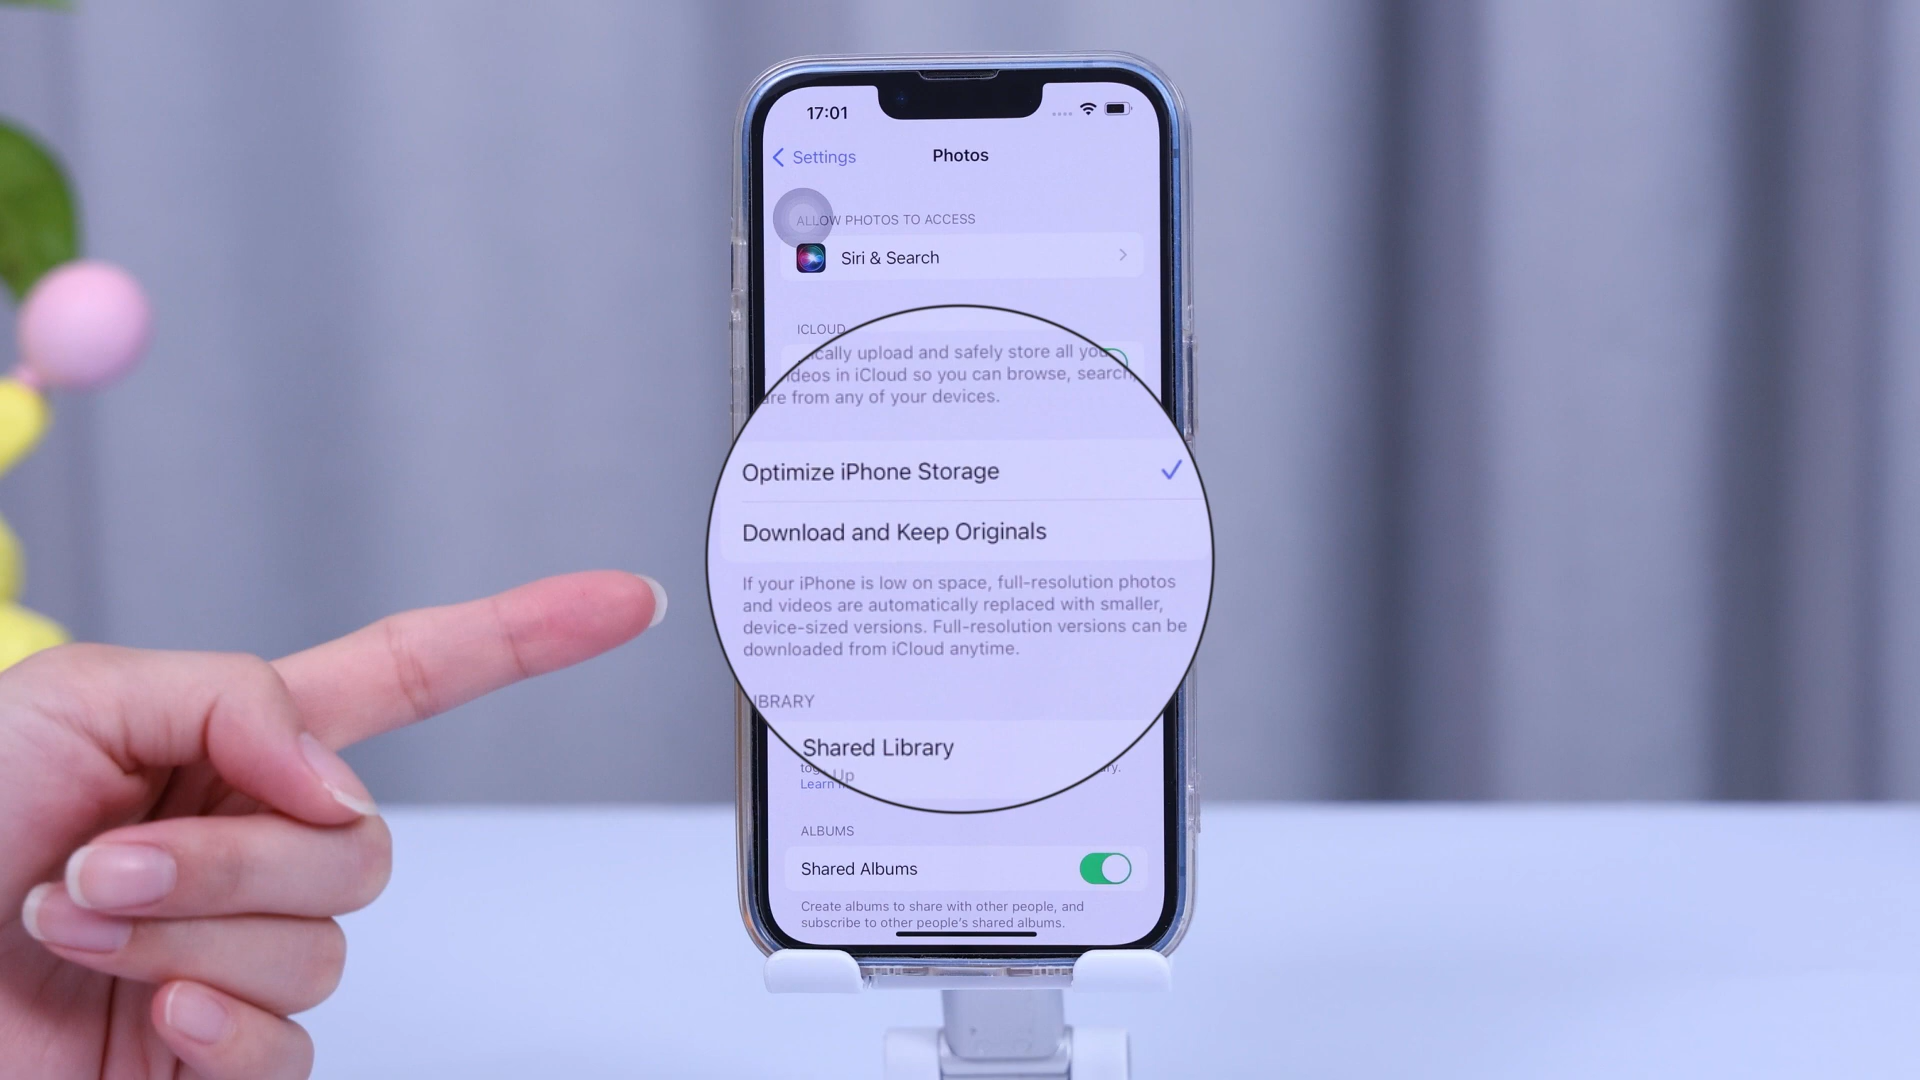 17:01
Settings
Photos
ALLOW PHOTOS TO ACCESS
Siri & Search
ICLOUD
upload and safely store all
in iCloud so you can browse, search,
from any of your devices.
Optimize iPhone Storage
Download and Keep Originals
If your iPhone is low on space, full-resolution photos
and videos are automatically replaced with smaller,
device-sized versions. Full-resolution versions can be
downloaded from iCloud anytime.
Shared Library
Up
Learn
ALBUMS
Shared Albums
Create albums to share with other people, and
subscribe to other people's shared albums.